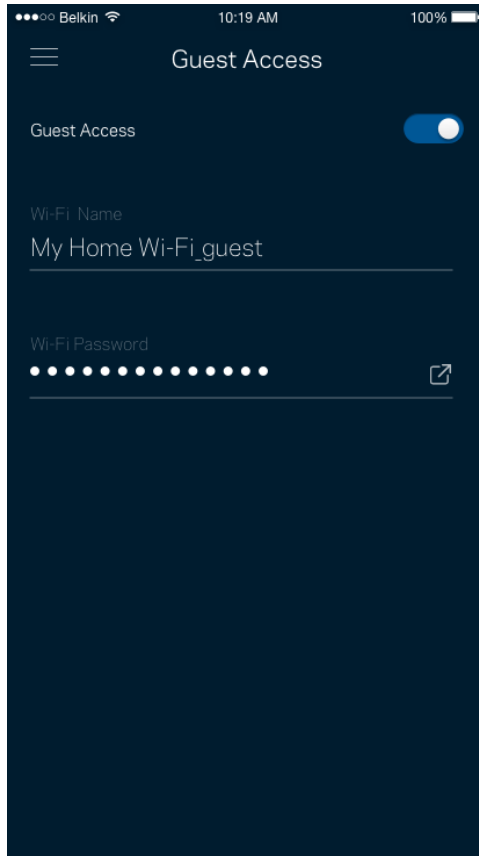 Belkin 10:19 AM 100%
Guest Access
Guest Access
Wi-Fi Name
My Home Wi-Fi_guest
Wi-Fi Password
••••••••••••••